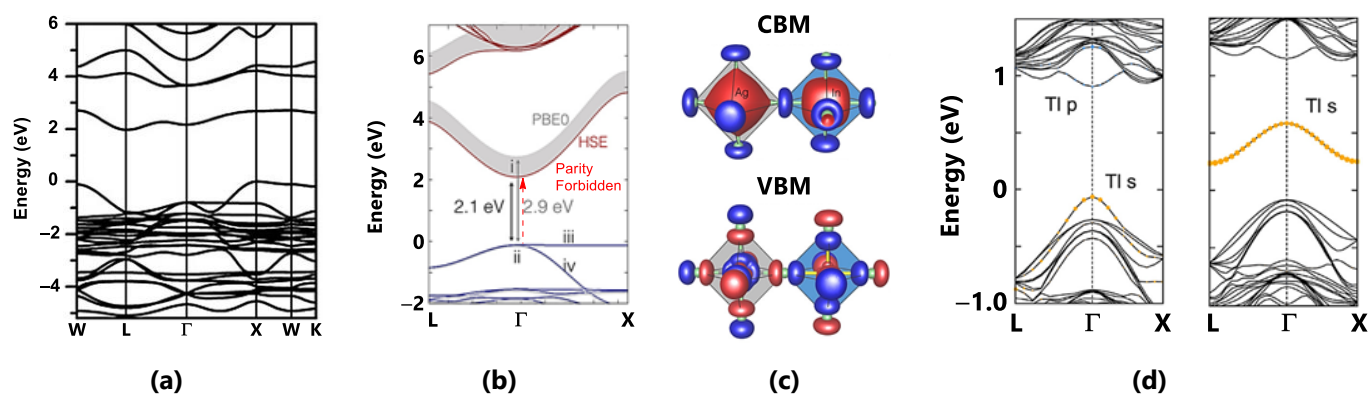 6
4
2
0
−2
−4
Energy (eV)
W L Γ X W K
(a)
6
4
2
0
−2
Energy (eV)
PBE0
HSE
i
Parity
Forbidden
2.1 eV
2.9 eV
ii
iii
iv
L Γ X
(b)
CBM
Ag
In
VBM
(c)
1
0
−1.0
Energy (eV)
Tl p
Tl s
L Γ X
Tl s
L Γ X
(d)